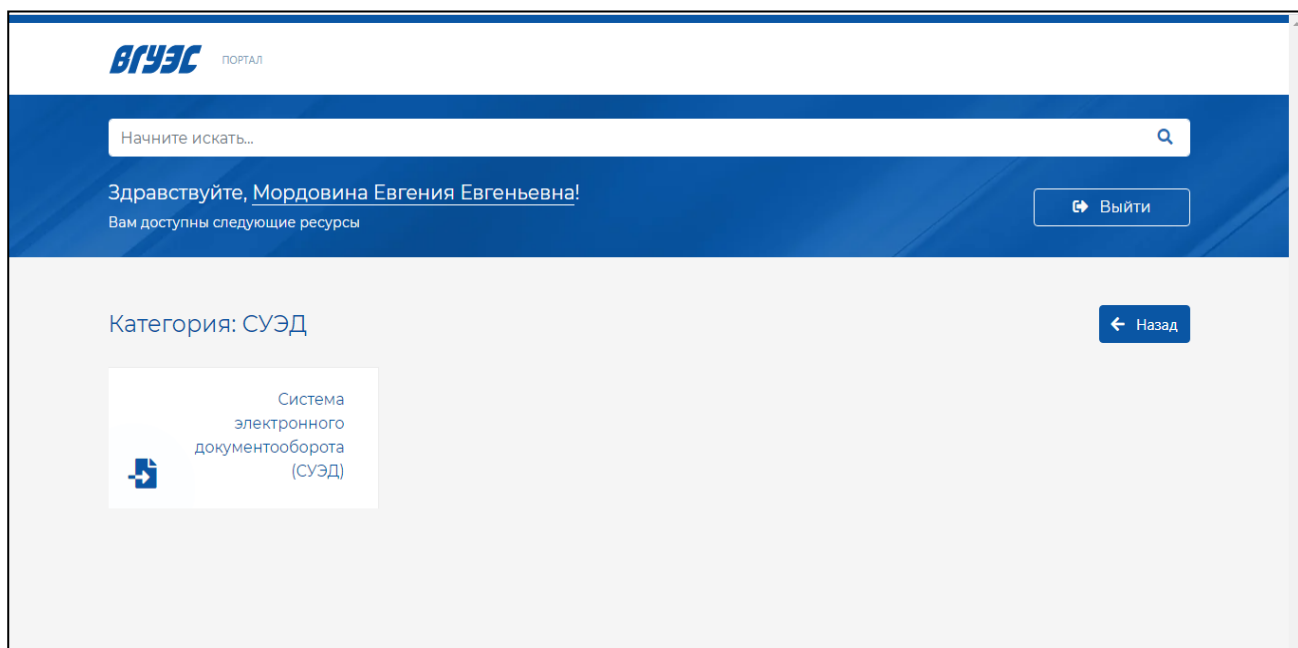 ВГУЭС ПОРТАЛ
Начните искать...
Здравствуйте, Мордовина Евгения Евгеньевна!
Вам доступны следующие ресурсы
Выйти
Категория: СУЭД
Назад
Система
электронного
документооборота
(СУЭД)